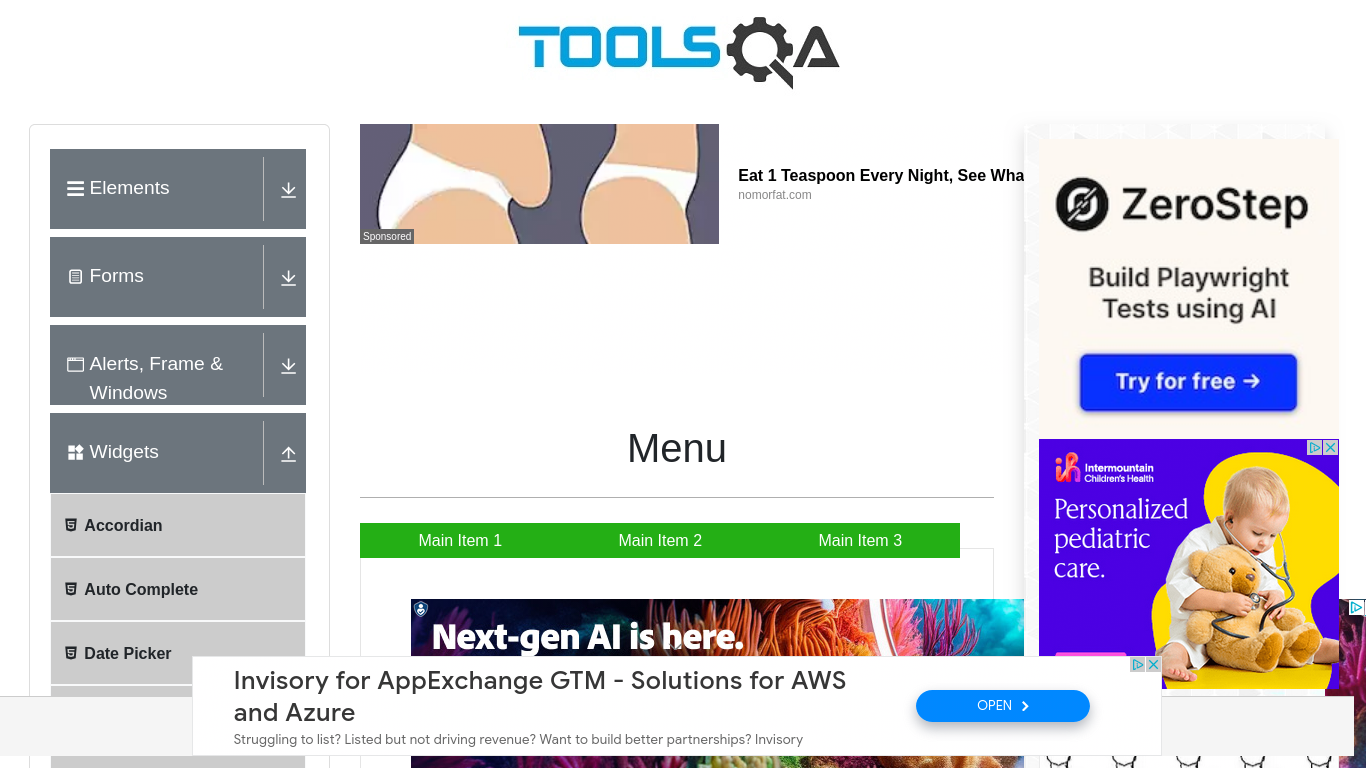 TOOLSQA
Elements
Forms
Alerts, Frame &
Windows
Widgets
Accordian
Auto Complete
Date Picker
Sponsored
Eat 1 Teaspoon Every Night, See Wha
nomorfat.com
Menu
Main Item 1
Main Item 2
Main Item 3
Next-gen AI is here.
ZeroStep
Build Playwright
Tests using AI
Try for free →
Intermountain
Children's Health
Personalized
pediatric
care.
Invisory for AppExchange GTM - Solutions for AWS
and Azure
Struggling to list? Listed but not driving revenue? Want to build better partnerships? Invisory
OPEN